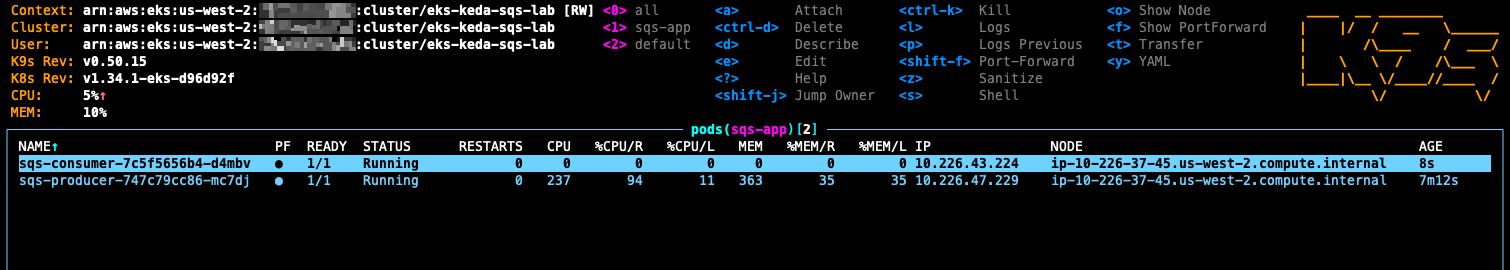 Context: arn:aws:eks:us-west-2: :cluster/eks-keda-sqs-lab [RW] <0> all <a> Attach <ctrl-k> Kill <o> Show Node
Cluster: arn:aws:eks:us-west-2: :cluster/eks-keda-sqs-lab <1> sqs-app <ctrl-d> Delete <l> Logs <f> Show PortForward
User: arn:aws:eks:us-west-2: :cluster/eks-keda-sqs-lab <2> default <d> Describe <p> Logs Previous <t> Transfer
K9s Rev: v0.50.15 <e> Edit <shift-f> Port-Forward <y> YAML
K8s Rev: v1.34.1-eks-d96d92f <?> Help <z> Sanitize
CPU: 5%↑ <shift-j> Jump Owner <s> Shell
MEM: 10%
K9s
pods(sqs-app)[2]
NAME↑ PF READY STATUS RESTARTS CPU %CPU/R %CPU/L MEM %MEM/R %MEM/L IP NODE AGE
sqs-consumer-7c5f5656b4-d4mbv ● 1/1 Running 0 0 0 0 0 0 0 10.226.43.224 ip-10-226-37-45.us-west-2.compute.internal 8s
sqs-producer-747c79cc86-mc7dj ● 1/1 Running 0 237 94 11 363 35 35 10.226.47.229 ip-10-226-37-45.us-west-2.compute.internal 7m12s